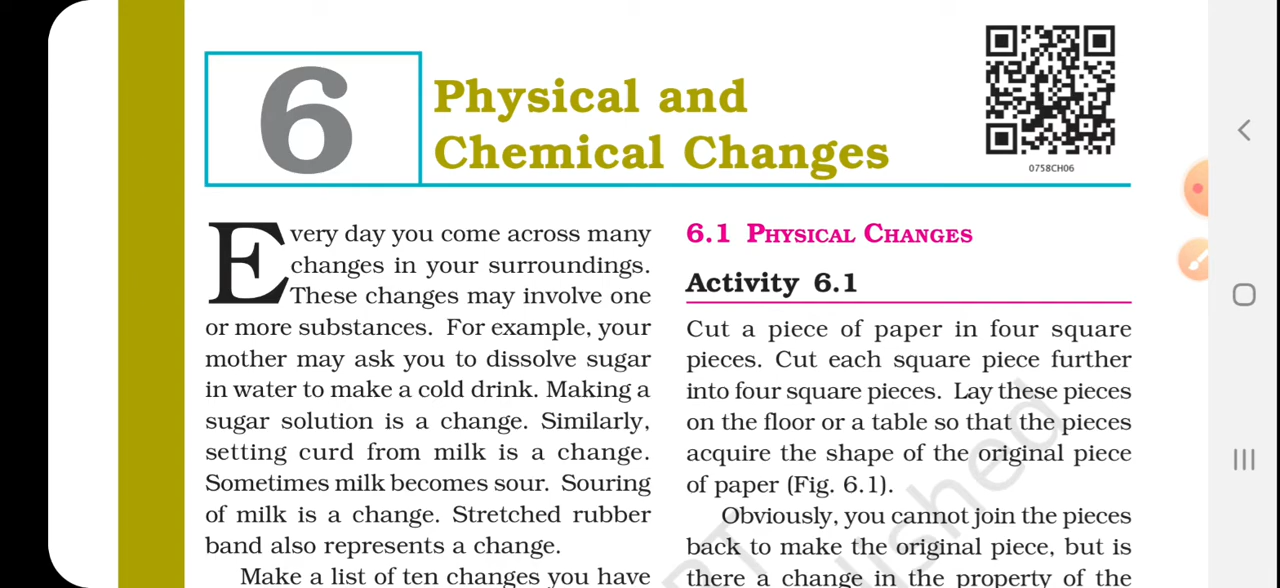 6
Physical and
Chemical Changes
0758CH06
Every day you come across many
changes in your surroundings.
These changes may involve one
or more substances. For example, your
mother may ask you to dissolve sugar
in water to make a cold drink. Making a
sugar solution is a change. Similarly,
setting curd from milk is a change.
Sometimes milk becomes sour. Souring
of milk is a change. Stretched rubber
band also represents a change.
Make a list of ten changes you have
6.1 PHYSICAL CHANGES
Activity 6.1
Cut a piece of paper in four square
pieces. Cut each square piece further
into four square pieces. Lay these pieces
on the floor or a table so that the pieces
acquire the shape of the original piece
of paper (Fig. 6.1).
Obviously, you cannot join the pieces
back to make the original piece, but is
there a change in the property of the